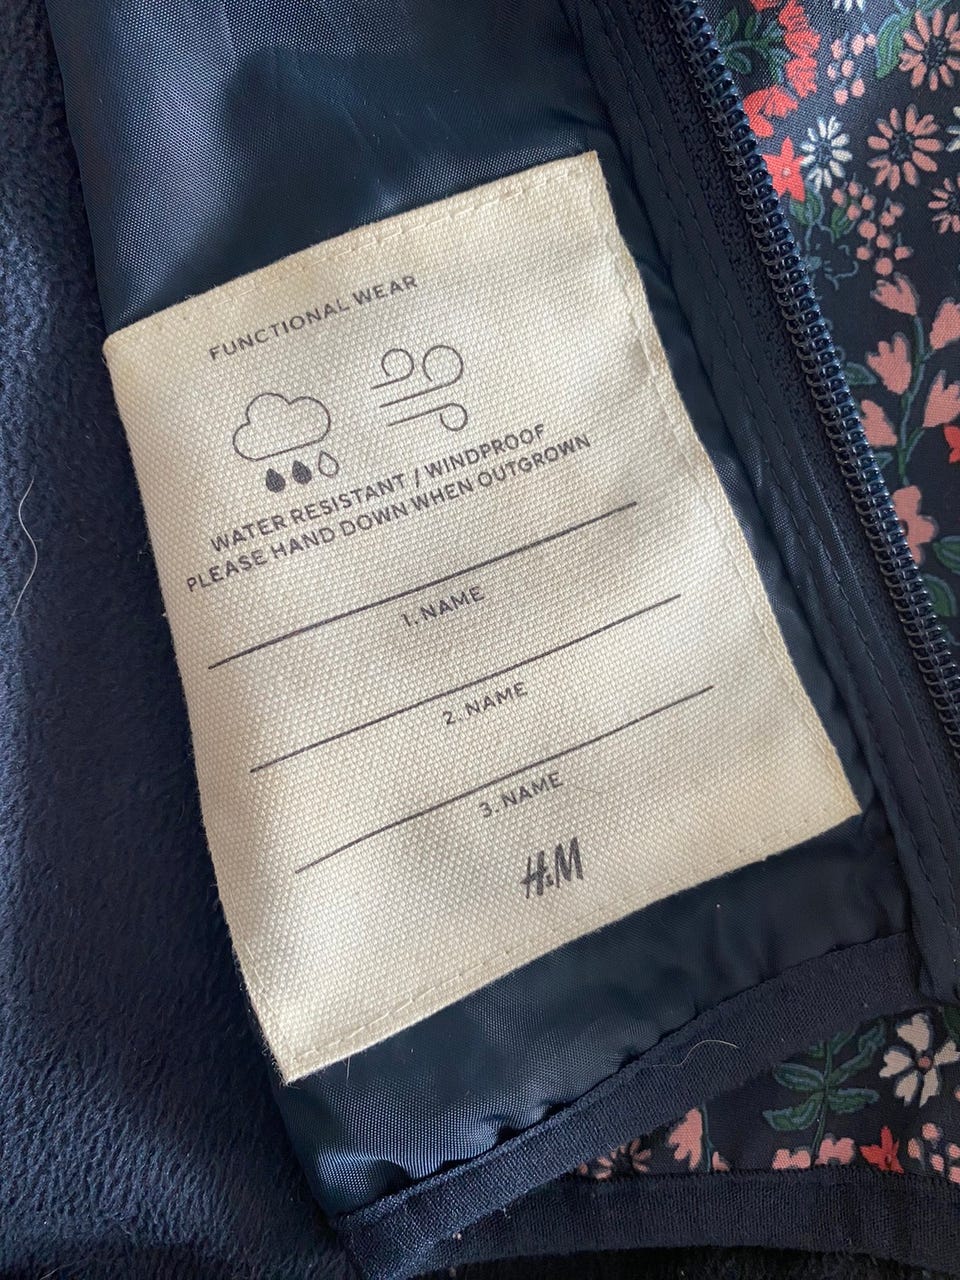 FUNCTIONAL WEAR
WATER RESISTANT / WINDPROOF
PLEASE HAND DOWN WHEN OUTGROWN
1. NAME
2. NAME
3. NAME
H&M